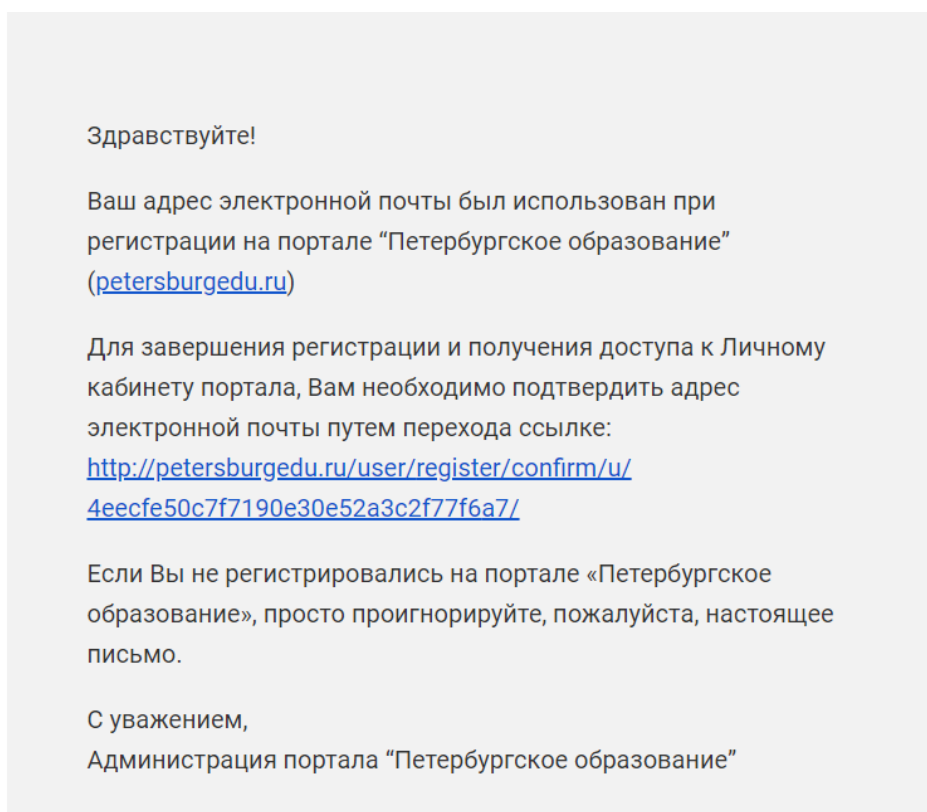 Здравствуйте!
Ваш адрес электронной почты был использован при
регистрации на портале “Петербургское образование”
(petersburgedu.ru)
Для завершения регистрации и получения доступа к Личному
кабинету портала, Вам необходимо подтвердить адрес
электронной почты путем перехода ссылке:
http://petersburgedu.ru/user/register/confirm/u/
4eecfe50c7f7190e30e52a3c2f77f6a7/
Если Вы не регистрировались на портале «Петербургское
образование», просто проигнорируйте, пожалуйста, настоящее
письмо.
С уважением,
Администрация портала “Петербургское образование”